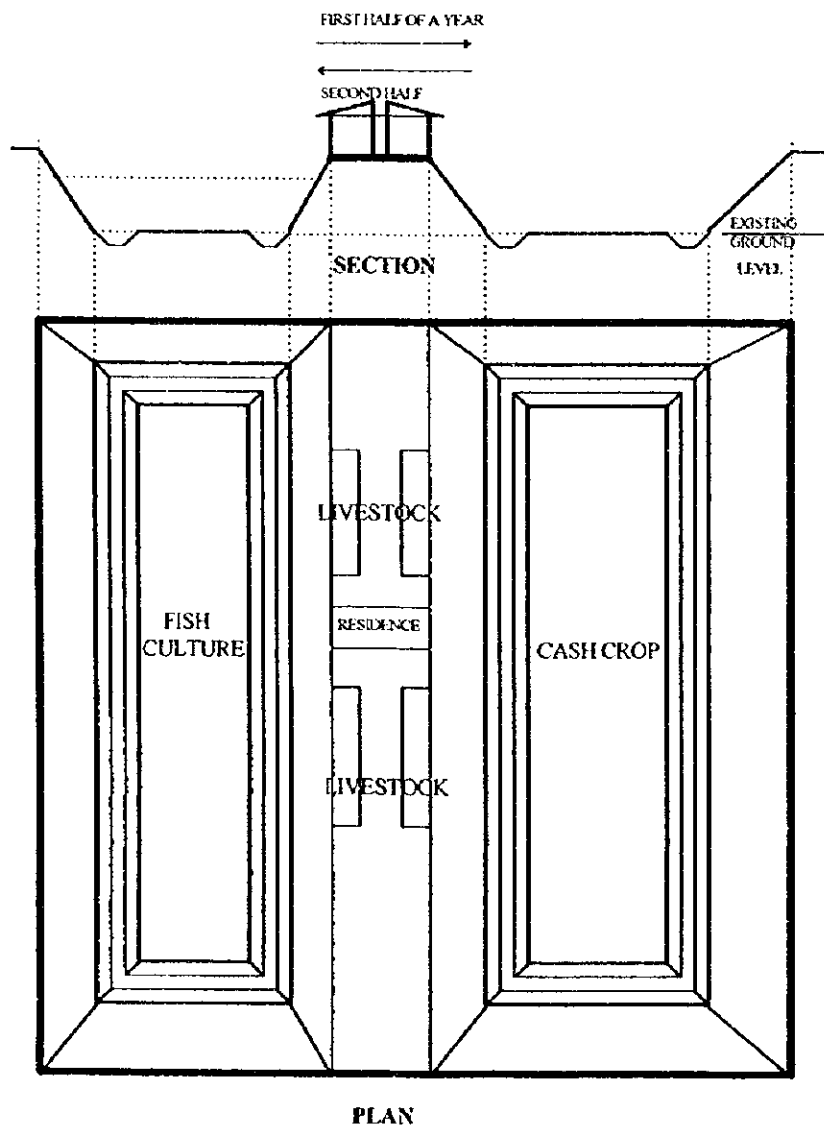 FIRST HALF OF A YEAR
SECOND HALF
EXISTING
GROUND
LEVEL
SECTION
LIVESTOCK
FISH
CULTURE
RESIDENCE
CASH CROP
LIVESTOCK
PLAN